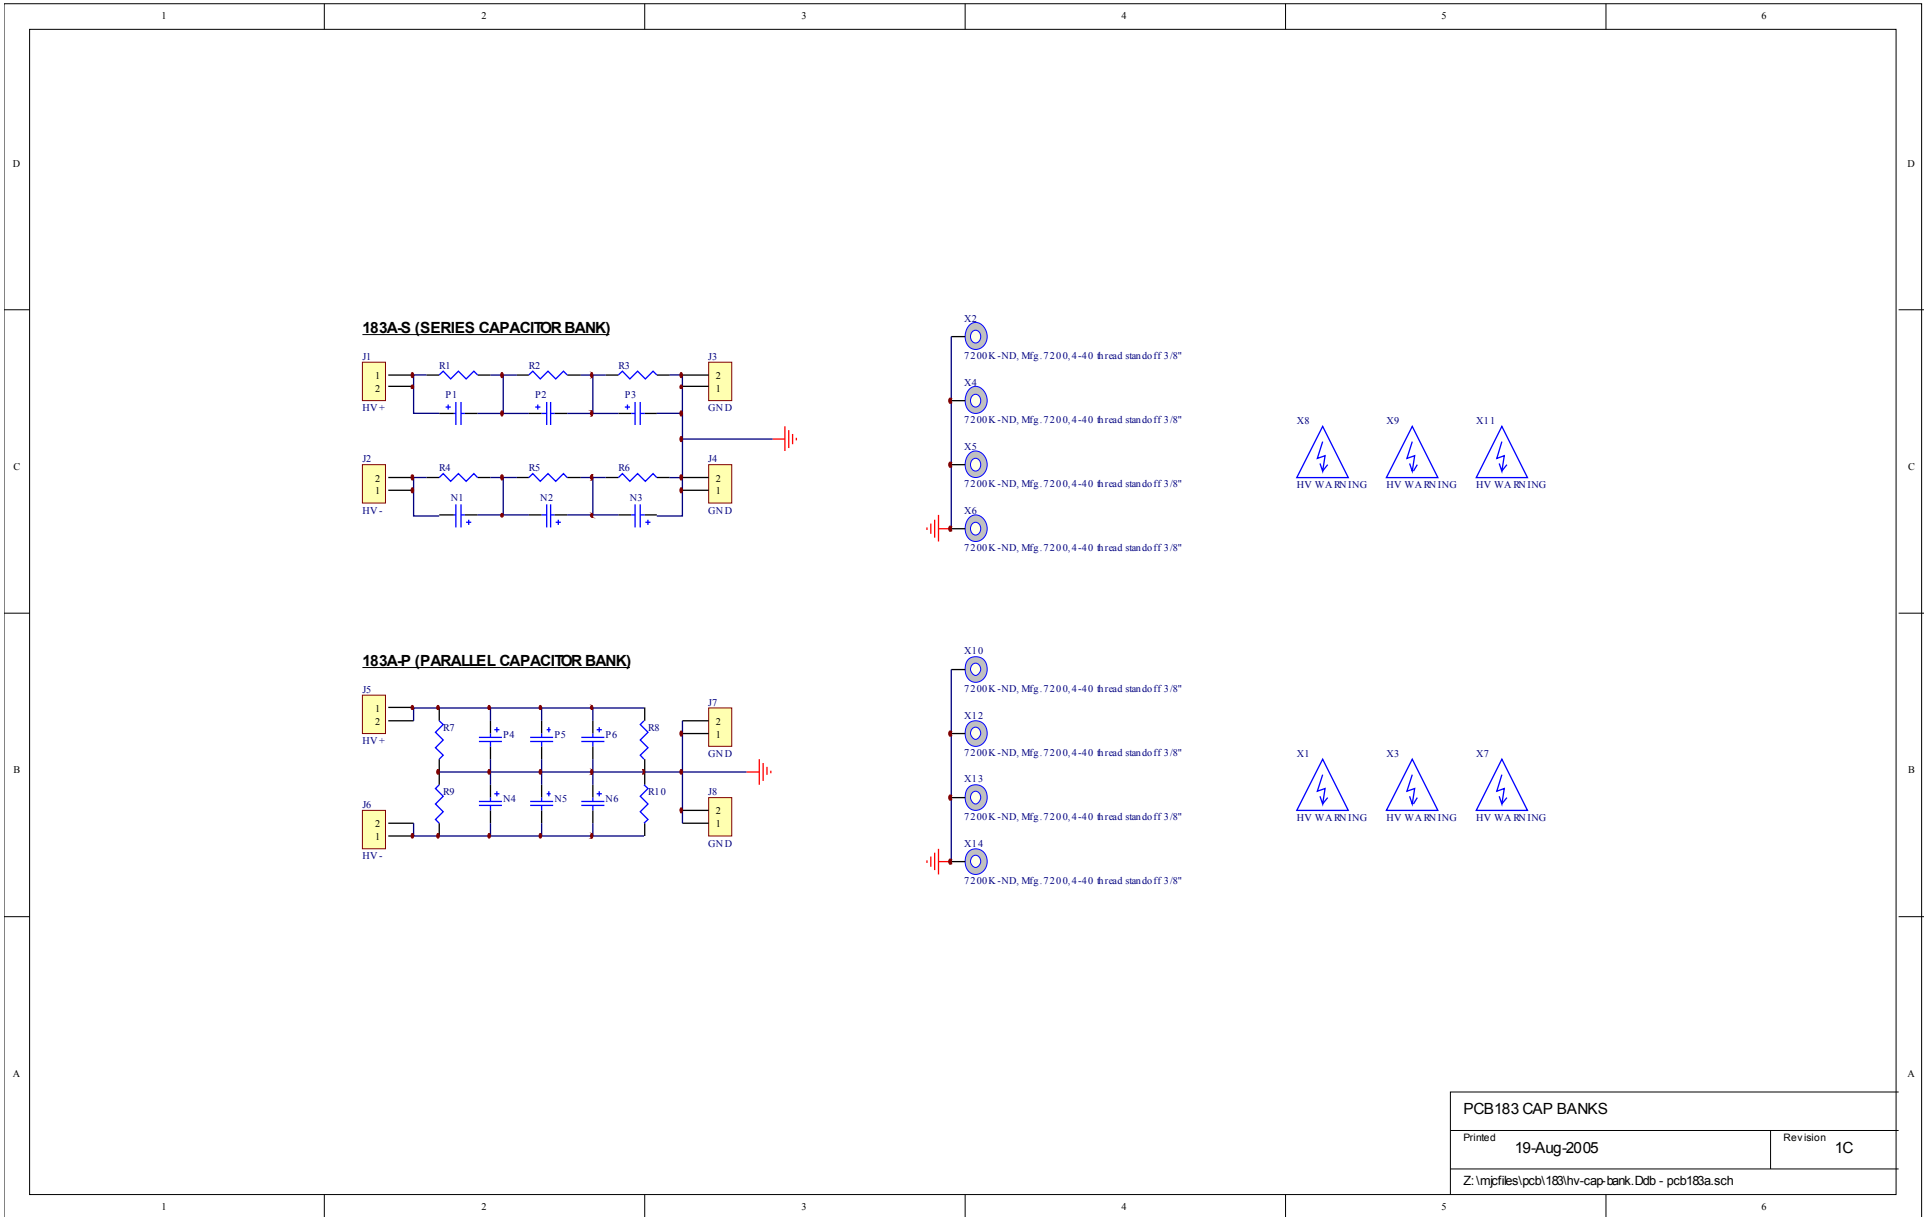 1 2 3 4 5 6
D D
183A-S (SERIES CAPACITOR BANK)
J1 R1 R2 R3 J3
1 2
2 1
P1 P2 P3
+ + +
HV+ GND
J2 R4 R5 R6 J4
2 2
1 1
N1 N2 N3
+ + +
HV- GND
X2
7200K-ND, Mfg. 7200, 4-40 thread standoff 3/8"
X4
7200K-ND, Mfg. 7200, 4-40 thread standoff 3/8"
X5
7200K-ND, Mfg. 7200, 4-40 thread standoff 3/8"
X6
7200K-ND, Mfg. 7200, 4-40 thread standoff 3/8"
X8 X9 X11
HV WARNING HV WARNING HV WARNING
C C
183A-P (PARALLEL CAPACITOR BANK)
J5
1
2
HV+
R7 + P4 + P5 + P6 R8
J7
2
1
GND
R9 + N4 + N5 + N6 R10
J6
2
1
HV-
J8
2
1
GND
X10
7200K-ND, Mfg. 7200, 4-40 thread standoff 3/8"
X12
7200K-ND, Mfg. 7200, 4-40 thread standoff 3/8"
X13
7200K-ND, Mfg. 7200, 4-40 thread standoff 3/8"
X14
7200K-ND, Mfg. 7200, 4-40 thread standoff 3/8"
X1 X3 X7
HV WARNING HV WARNING HV WARNING
B B
A A
PCB183 CAP BANKS
Printed 19-Aug-2005 Revision 1C
Z:\mjcfiles\pcb\183\hv-cap-bank.Ddb - pcb183a.sch
1 2 3 4 5 6